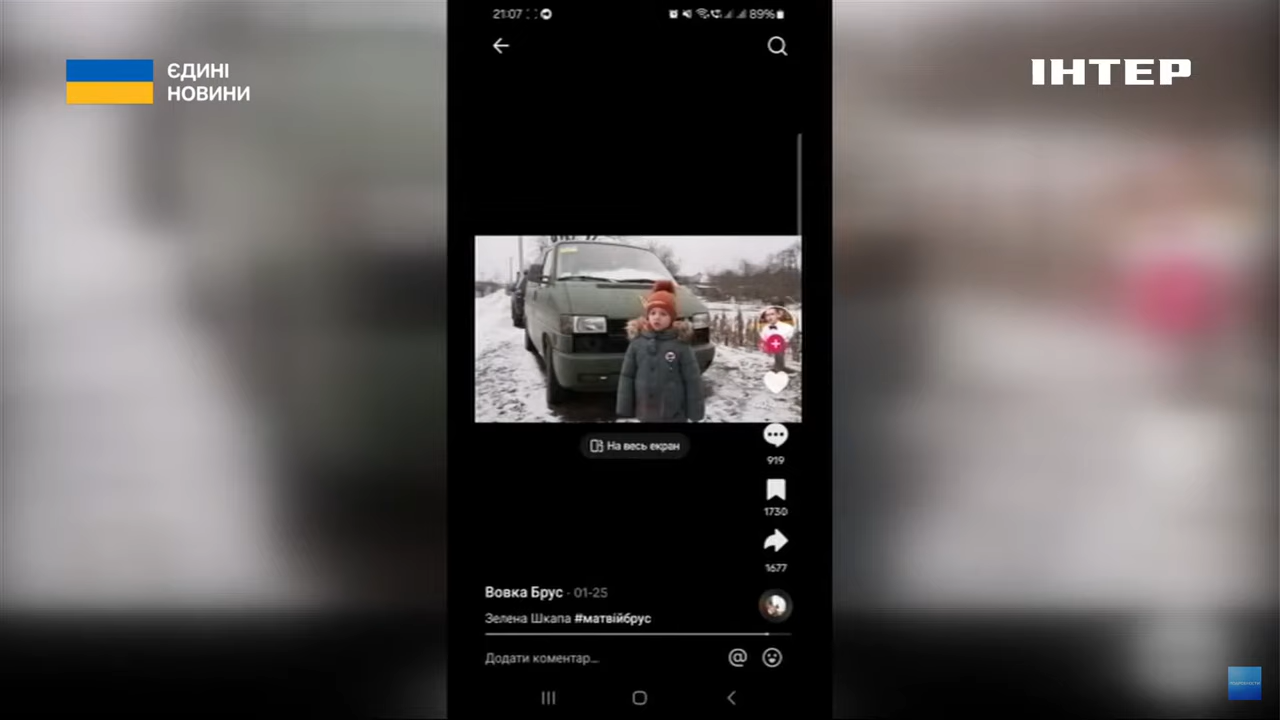 21:07
89%
ЄДИНІ
НОВИНИ
ІНТЕР
На весь екран
919
1730
1677
Вовка Брус · 01-25
Зелена Шкапа #матвійбрус
Додати коментар...
@